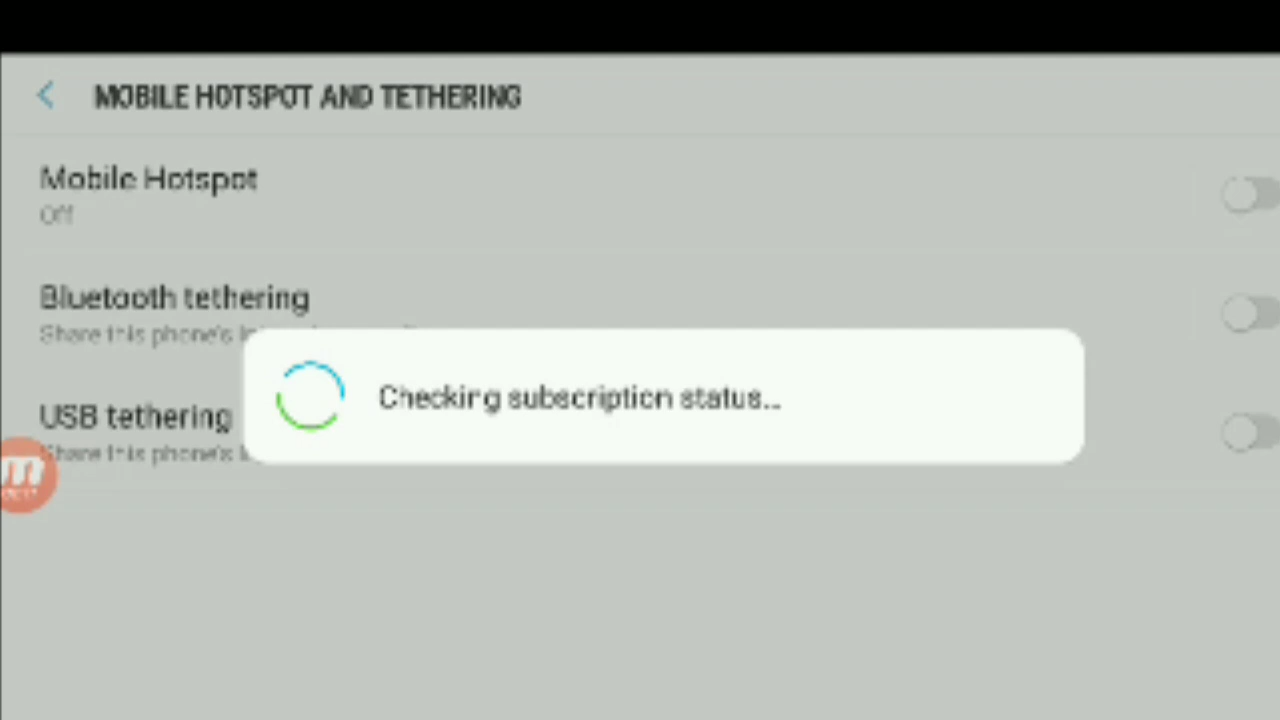 MOBILE HOTSPOT AND TETHERING
Mobile Hotspot
Off
Bluetooth tethering
Share this phone's
Checking subscription status...
USB tethering
Share this phone's